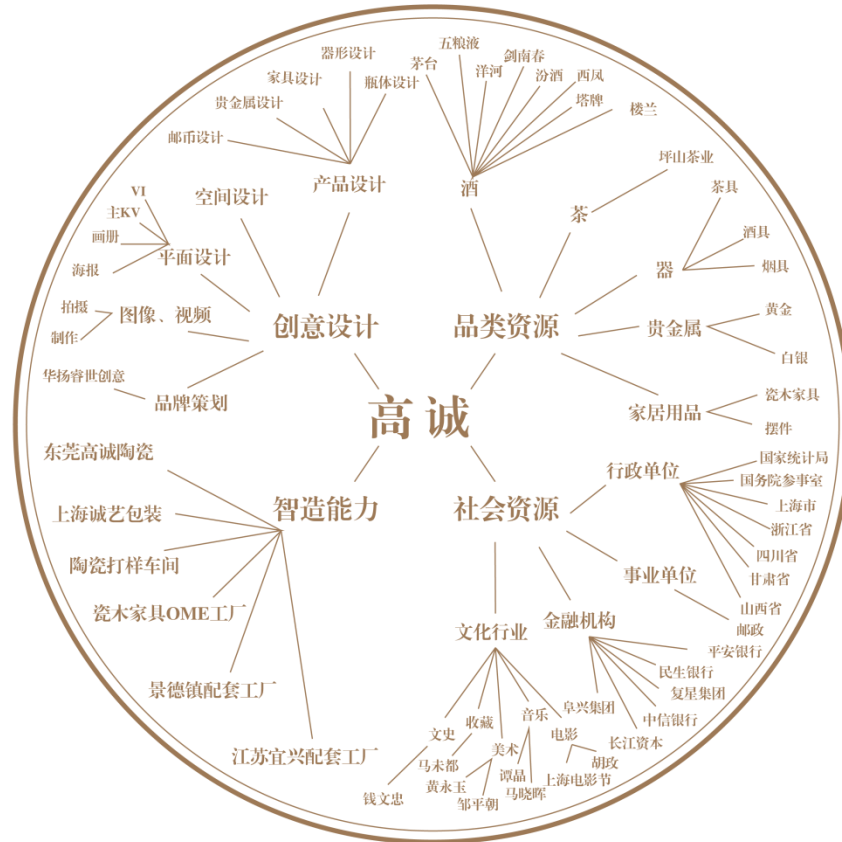 高诚
创意设计
产品设计
邮币设计
贵金属设计
家具设计
器形设计
瓶体设计
空间设计
平面设计
VI
主KV
画册
海报
图像、视频
拍摄
制作
品牌策划
华扬睿世创意
品类资源
酒
茅台
五粮液
洋河
剑南春
汾酒
西凤
塔牌
楼兰
茶
坪山茶业
器
茶具
酒具
烟具
贵金属
黄金
白银
家居用品
瓷木家具
摆件
智造能力
东莞高诚陶瓷
上海诚艺包装
陶瓷打样车间
瓷木家具OME工厂
景德镇配套工厂
江苏宜兴配套工厂
社会资源
行政单位
国家统计局
国务院参事室
上海市
浙江省
四川省
甘肃省
山西省
事业单位
邮政
金融机构
平安银行
民生银行
复星集团
中信银行
长江资本
阜兴集团
文化行业
文史
钱文忠
收藏
马未都
美术
黄永玉
邹平朝
音乐
谭晶
马晓晖
电影
上海电影节
胡玫